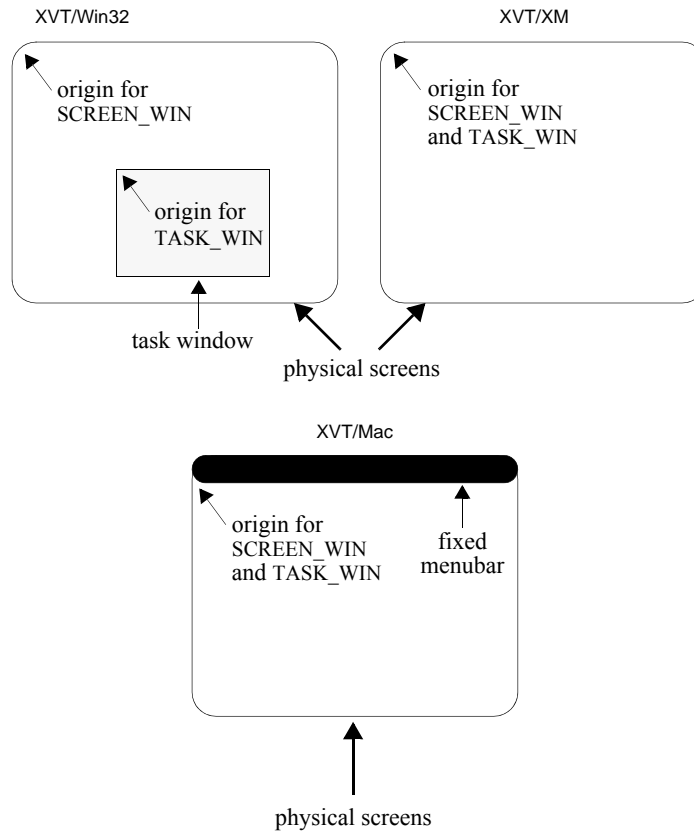 XVT/Win32
XVT/XM
origin for
SCREEN_WIN
origin for
TASK_WIN
task window
origin for
SCREEN_WIN
and TASK_WIN
physical screens
XVT/Mac
origin for
SCREEN_WIN
and TASK_WIN
fixed
menubar
physical screens